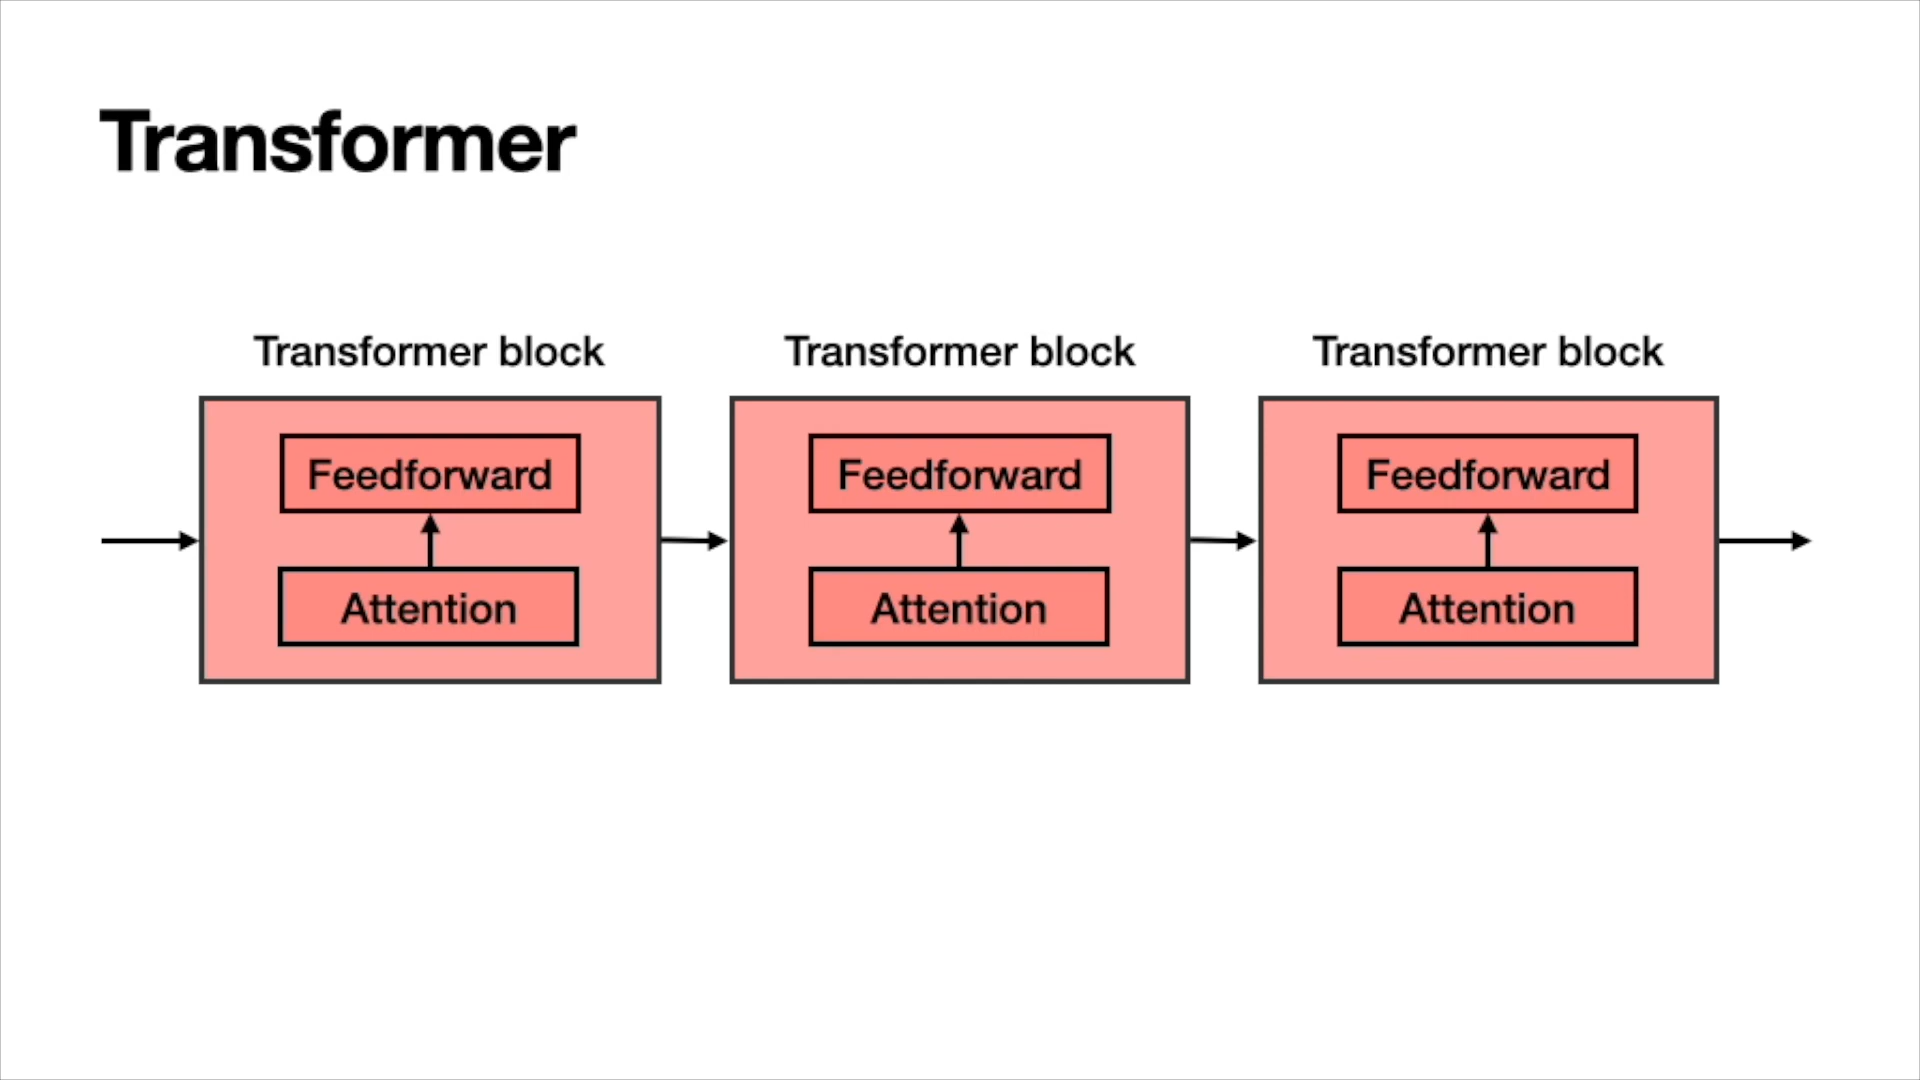 Transformer
Transformer block
Feedforward
Attention
Transformer block
Feedforward
Attention
Transformer block
Feedforward
Attention